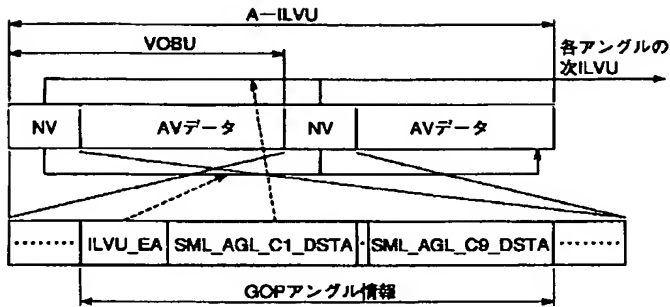 A－ILVU
VOBU
各アングルの
次ILVU
NV
AVデータ
NV
AVデータ
········
ILVU_EA
SML_AGL_C1_DSTA
·
SML_AGL_C9_DSTA
········
GOPアングル情報